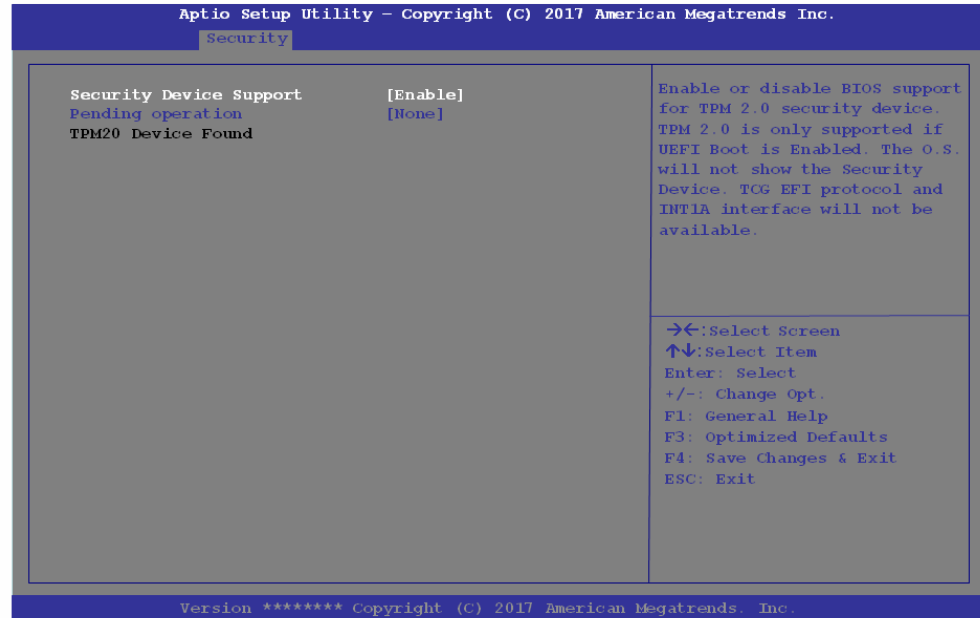 Aptio Setup Utility – Copyright (C) 2017 American Megatrends Inc.
Security
Security Device Support [Enable]
Pending operation [None]
TPM20 Device Found
Enable or disable BIOS support
for TPM 2.0 security device.
TPM 2.0 is only supported if
UEFI Boot is Enabled. The O.S.
will not show the Security
Device. TCG EFI protocol and
INT1A interface will not be
available.
→←:Select Screen
↑↓:Select Item
Enter: Select
+/-: Change Opt.
F1: General Help
F3: Optimized Defaults
F4: Save Changes & Exit
ESC: Exit
Version ******** Copyright (C) 2017 American Megatrends. Inc.